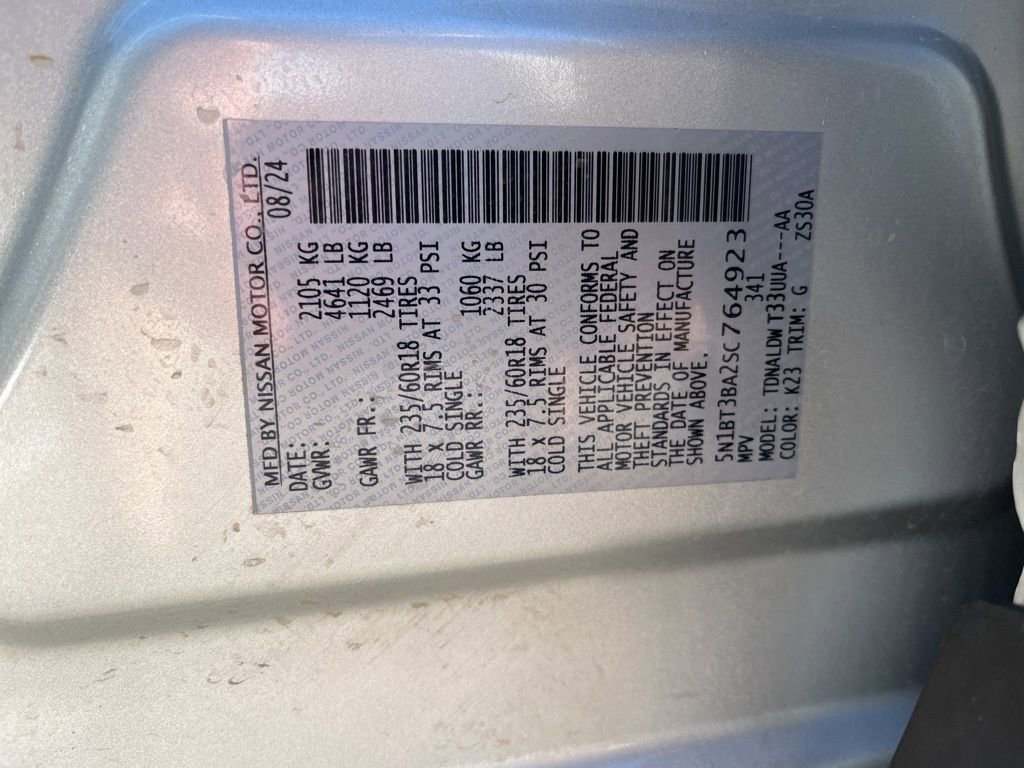 MFD BY NISSAN MOTOR CO., LTD.
DATE: 08/24
GVWR: 2105 KG
4641 LB
GAWR FR.: 1120 KG
2469 LB
WITH 235/60R18 TIRES
18 X 7.5 RIMS AT 33 PSI
COLD SINGLE
GAWR RR.: 1060 KG
2337 LB
WITH 235/60R18 TIRES
18 X 7.5 RIMS AT 30 PSI
COLD SINGLE
THIS VEHICLE CONFORMS TO
ALL APPLICABLE FEDERAL
MOTOR VEHICLE SAFETY AND
THEFT PREVENTION
STANDARDS IN EFFECT ON
THE DATE OF MANUFACTURE
SHOWN ABOVE.
5N1BT3BA2SC764923
MPV 341
MODEL: TDNALDW T33UUA---AA
COLOR: K23 TRIM: G ZS30A